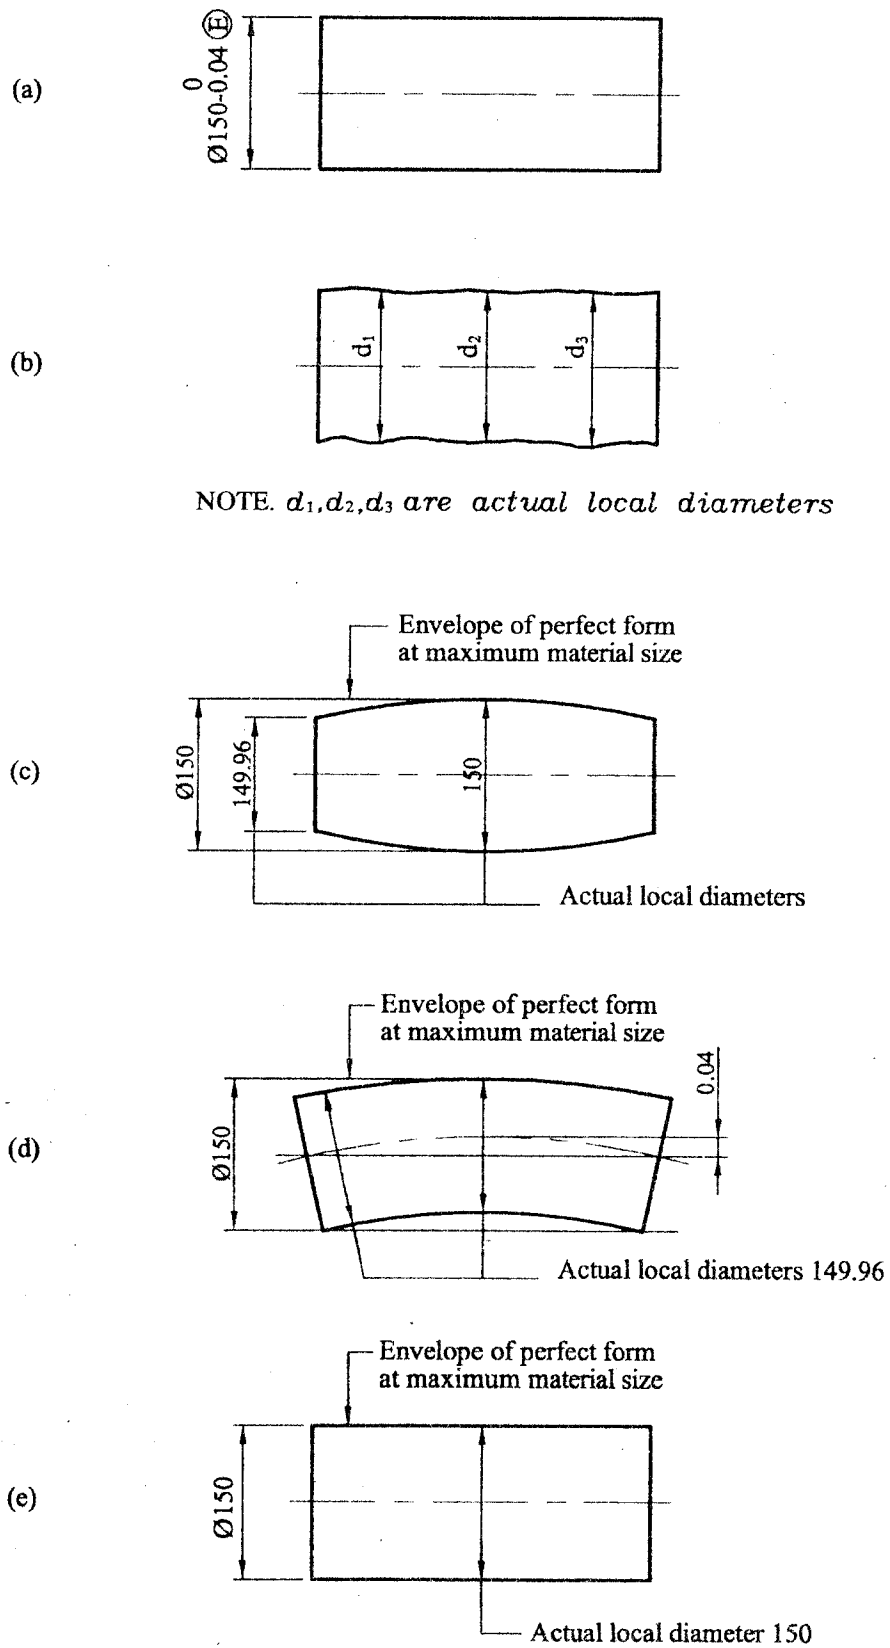 (a)
0
Ø150-0.04 Ⓔ
(b)
d₁
d₂
d₃
NOTE. d₁,d₂,d₃ are actual local diameters
Envelope of perfect form
at maximum material size
(c)
Ø150
149.96
150
Actual local diameters
Envelope of perfect form
at maximum material size
0.04
(d)
Ø150
Actual local diameters 149.96
Envelope of perfect form
at maximum material size
(e)
Ø150
Actual local diameter 150